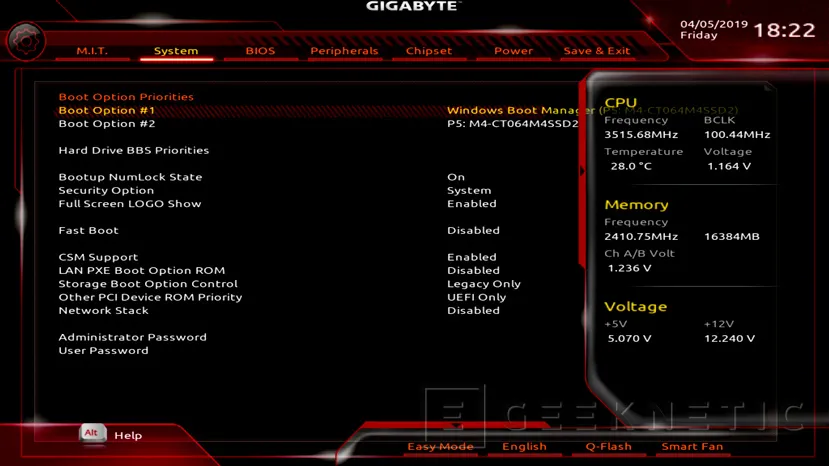 GIGABYTE™
04/05/2019
Friday
18:22
M.I.T. System BIOS Peripherals Chipset Power Save & Exit
Boot Option Priorities
Boot Option #1 Windows Boot Manager (P5: M4-CT064M4SSD2)
Boot Option #2 P5: M4-CT064M4SSD2
Hard Drive BBS Priorities
Bootup NumLock State On
Security Option System
Full Screen LOGO Show Enabled
Fast Boot Disabled
CSM Support Enabled
LAN PXE Boot Option ROM Disabled
Storage Boot Option Control Legacy Only
Other PCI Device ROM Priority UEFI Only
Network Stack Disabled
Administrator Password
User Password
CPU
Frequency BCLK
3515.68MHz 100.44MHz
Temperature Voltage
28.0 °C 1.164 V
Memory
Frequency
2410.75MHz 16384MB
Ch A/B Volt
1.236 V
Voltage
+5V +12V
5.070 V 12.240 V
E GEEKNETIC
Alt Help
Easy Mode English Q-Flash Smart Fan